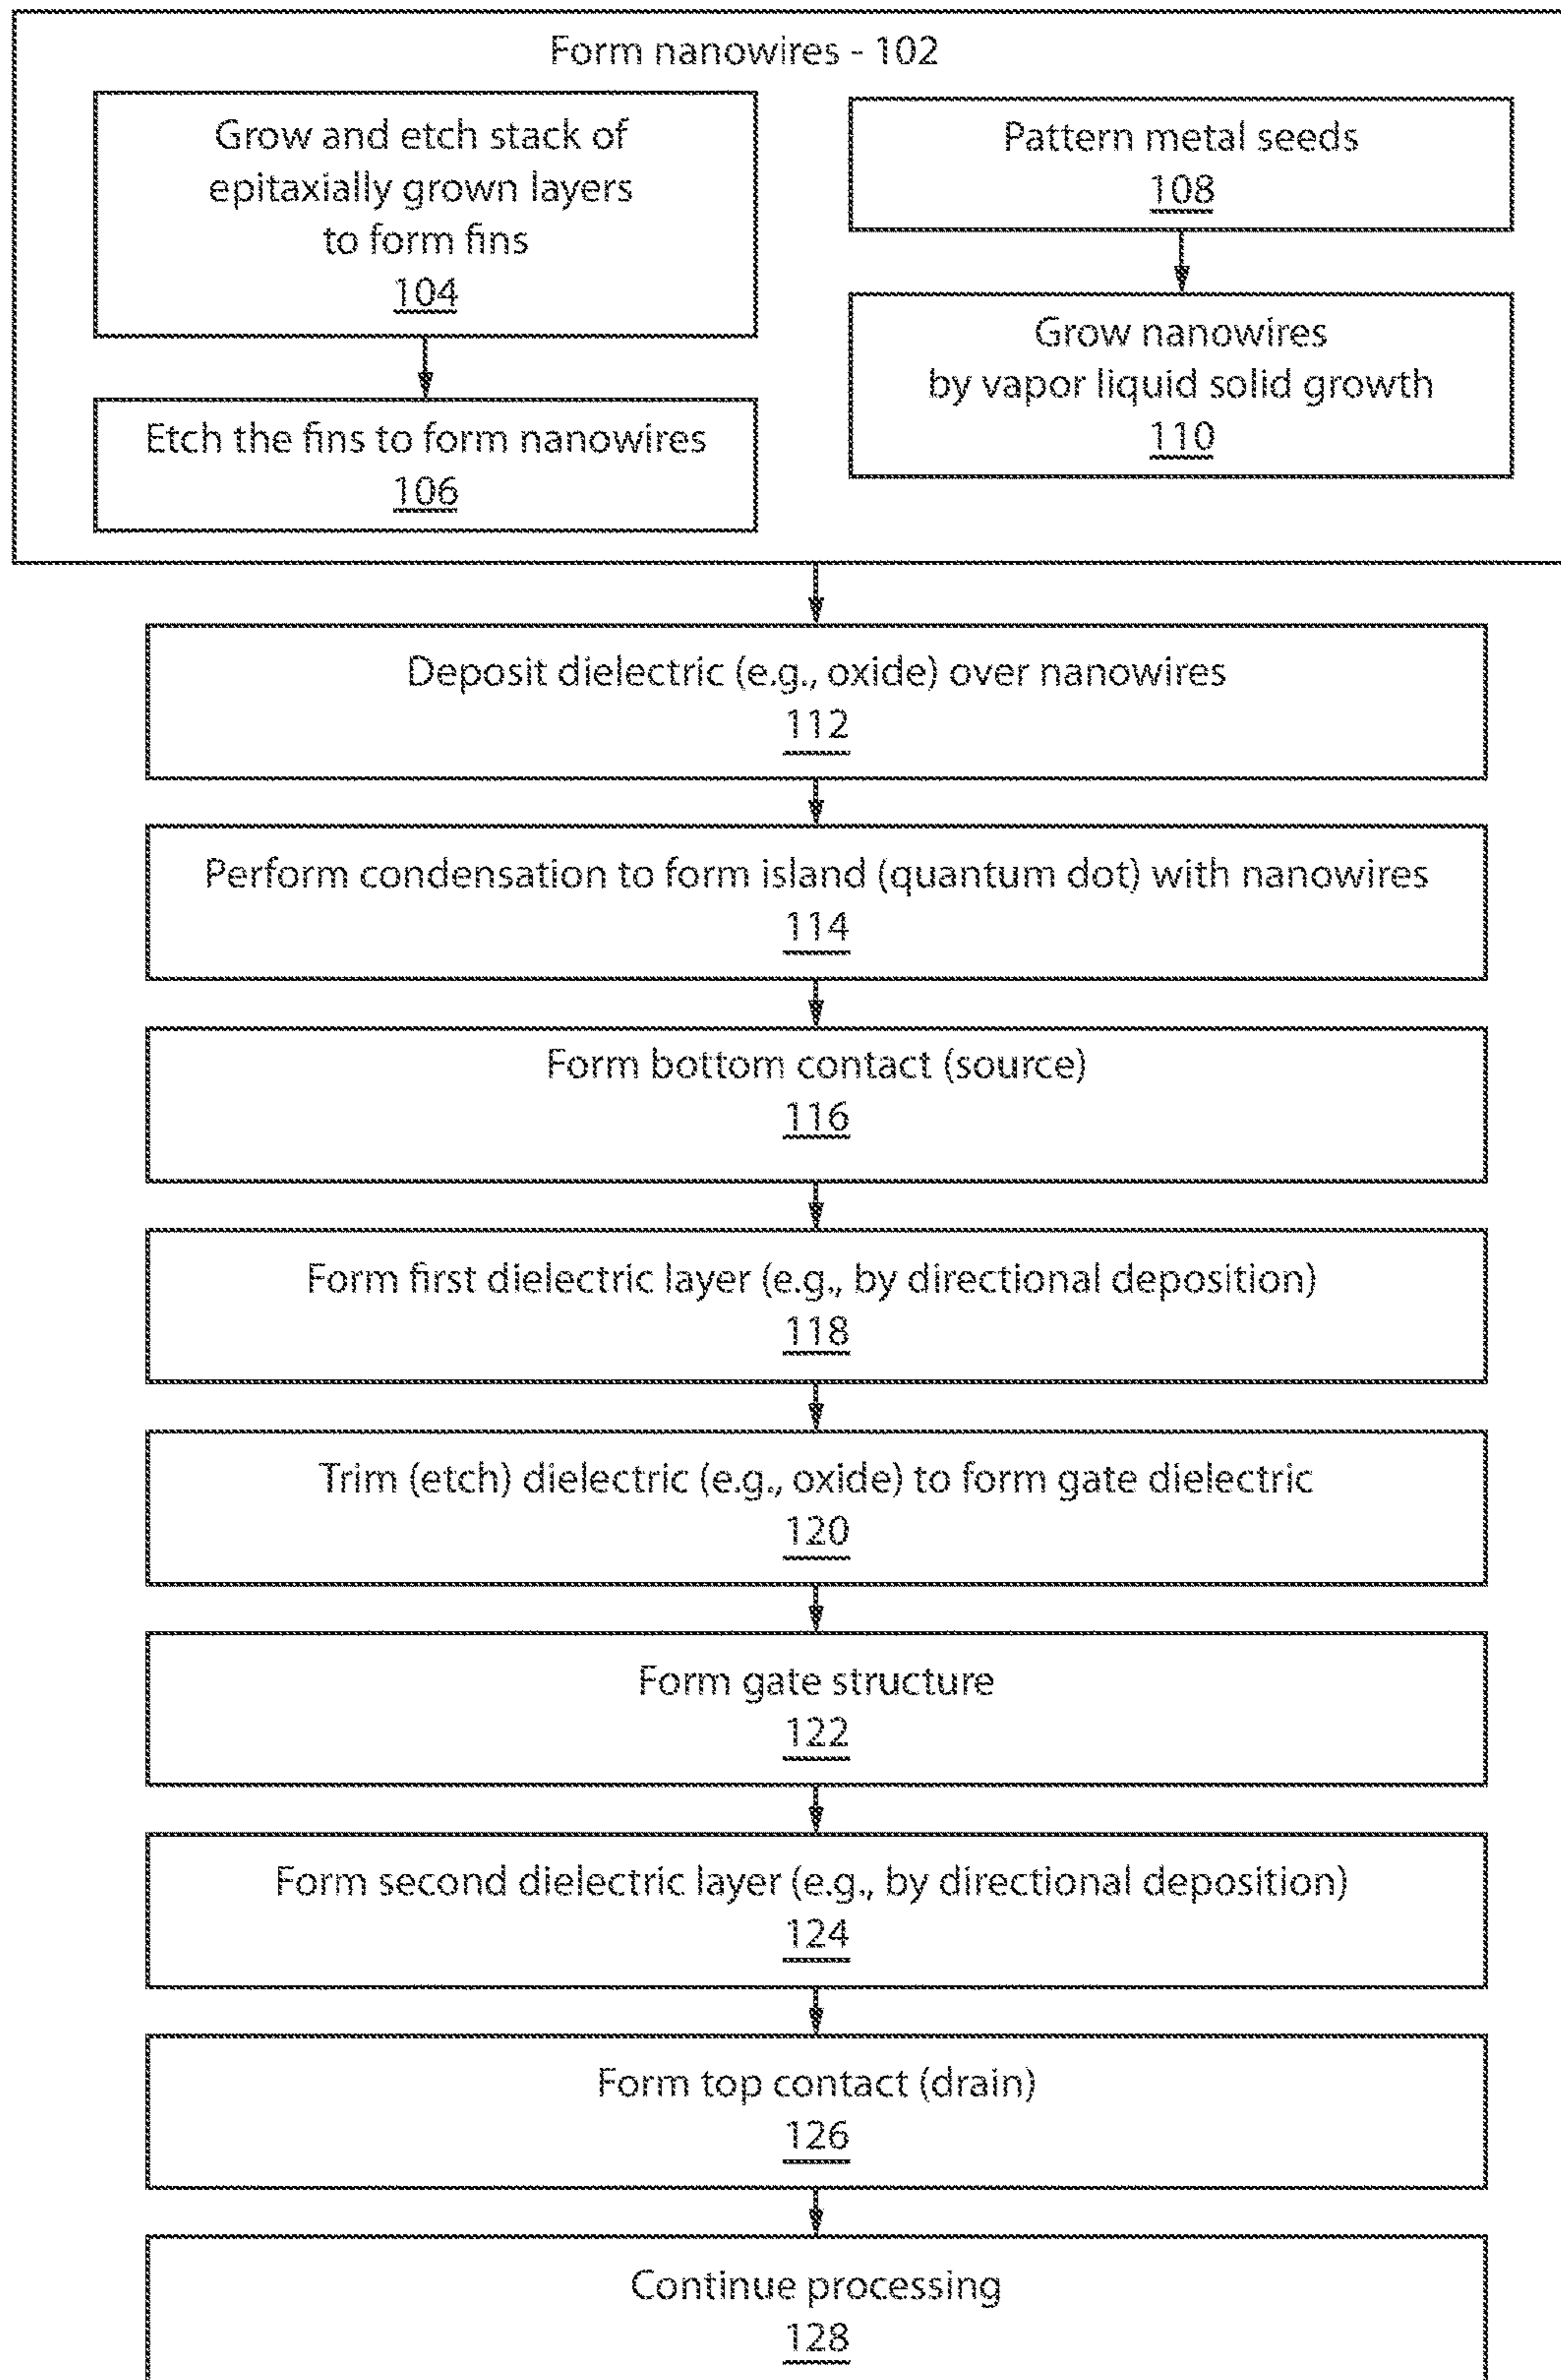 Form nanowires - 102
Grow and etch stack of
epitaxially grown layers
to form fins
104
Etch the fins to form nanowires
106
Pattern metal seeds
108
Grow nanowires
by vapor liquid solid growth
110
Deposit dielectric (e.g., oxide) over nanowires
112
Perform condensation to form island (quantum dot) with nanowires
114
Form bottom contact (source)
116
Form first dielectric layer (e.g., by directional deposition)
118
Trim (etch) dielectric (e.g., oxide) to form gate dielectric
120
Form gate structure
122
Form second dielectric layer (e.g., by directional deposition)
124
Form top contact (drain)
126
Continue processing
128